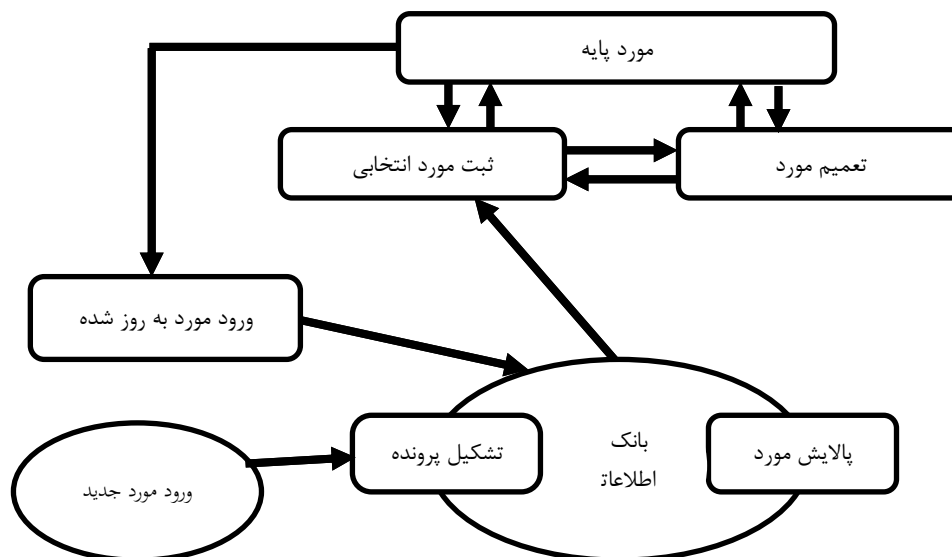 مورد پایه
ثبت مورد انتخابی
تعمیم مورد
ورود مورد به روز شده
بانک
اطلاعات
تشکیل پرونده
پالایش مورد
ورود مورد جدید